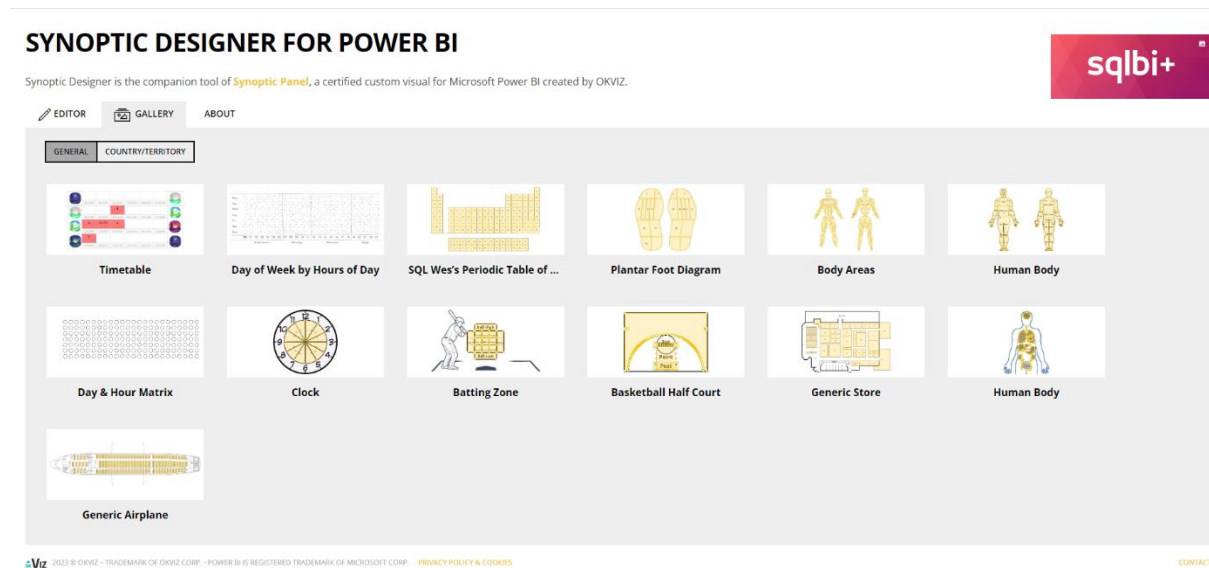 SYNOPTIC DESIGNER FOR POWER BI
sqlbi+
Synoptic Designer is the companion tool of Synoptic Panel, a certified custom visual for Microsoft Power BI created by OKVIZ.
EDITOR GALLERY ABOUT
GENERAL COUNTRY/TERRITORY
Timetable Day of Week by Hours of Day SQL Wes's Periodic Table of ... Plantar Foot Diagram Body Areas Human Body
Day & Hour Matrix Clock Batting Zone Basketball Half Court Generic Store Human Body
Generic Airplane
Viz 2023 © OKVIZ - TRADEMARK OF OKVIZ CORP. - POWER BI IS REGISTERED TRADEMARK OF MICROSOFT CORP. PRIVACY POLICY & COOKIES CONTACT